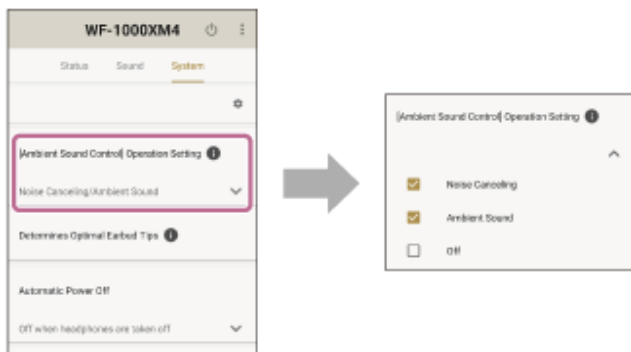 WF-1000XM4
Status Sound System
[Ambient Sound Control] Operation Setting
Noise Canceling/Ambient Sound
Determines Optimal Earbud Tips
Automatic Power Off
Off when headphones are taken off
[Ambient Sound Control] Operation Setting
Noise Canceling
Ambient Sound
Off